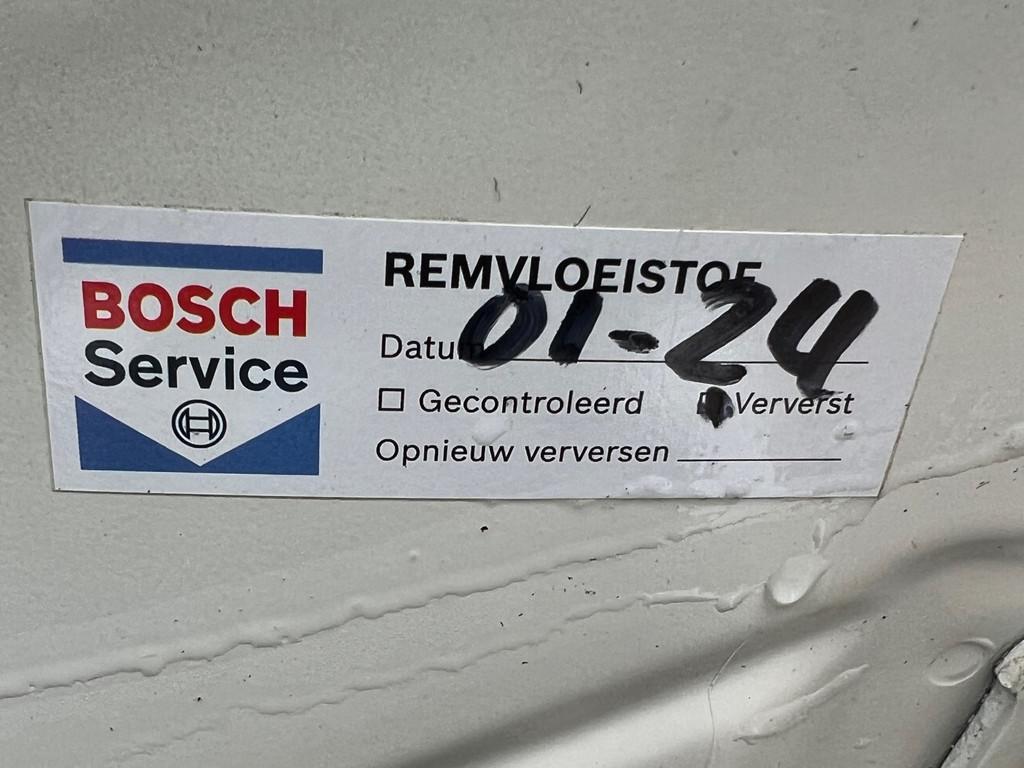 BOSCH
Service
REMVLOEISTOF
Datum 01-24
Gecontroleerd Ververst
Opnieuw verversen